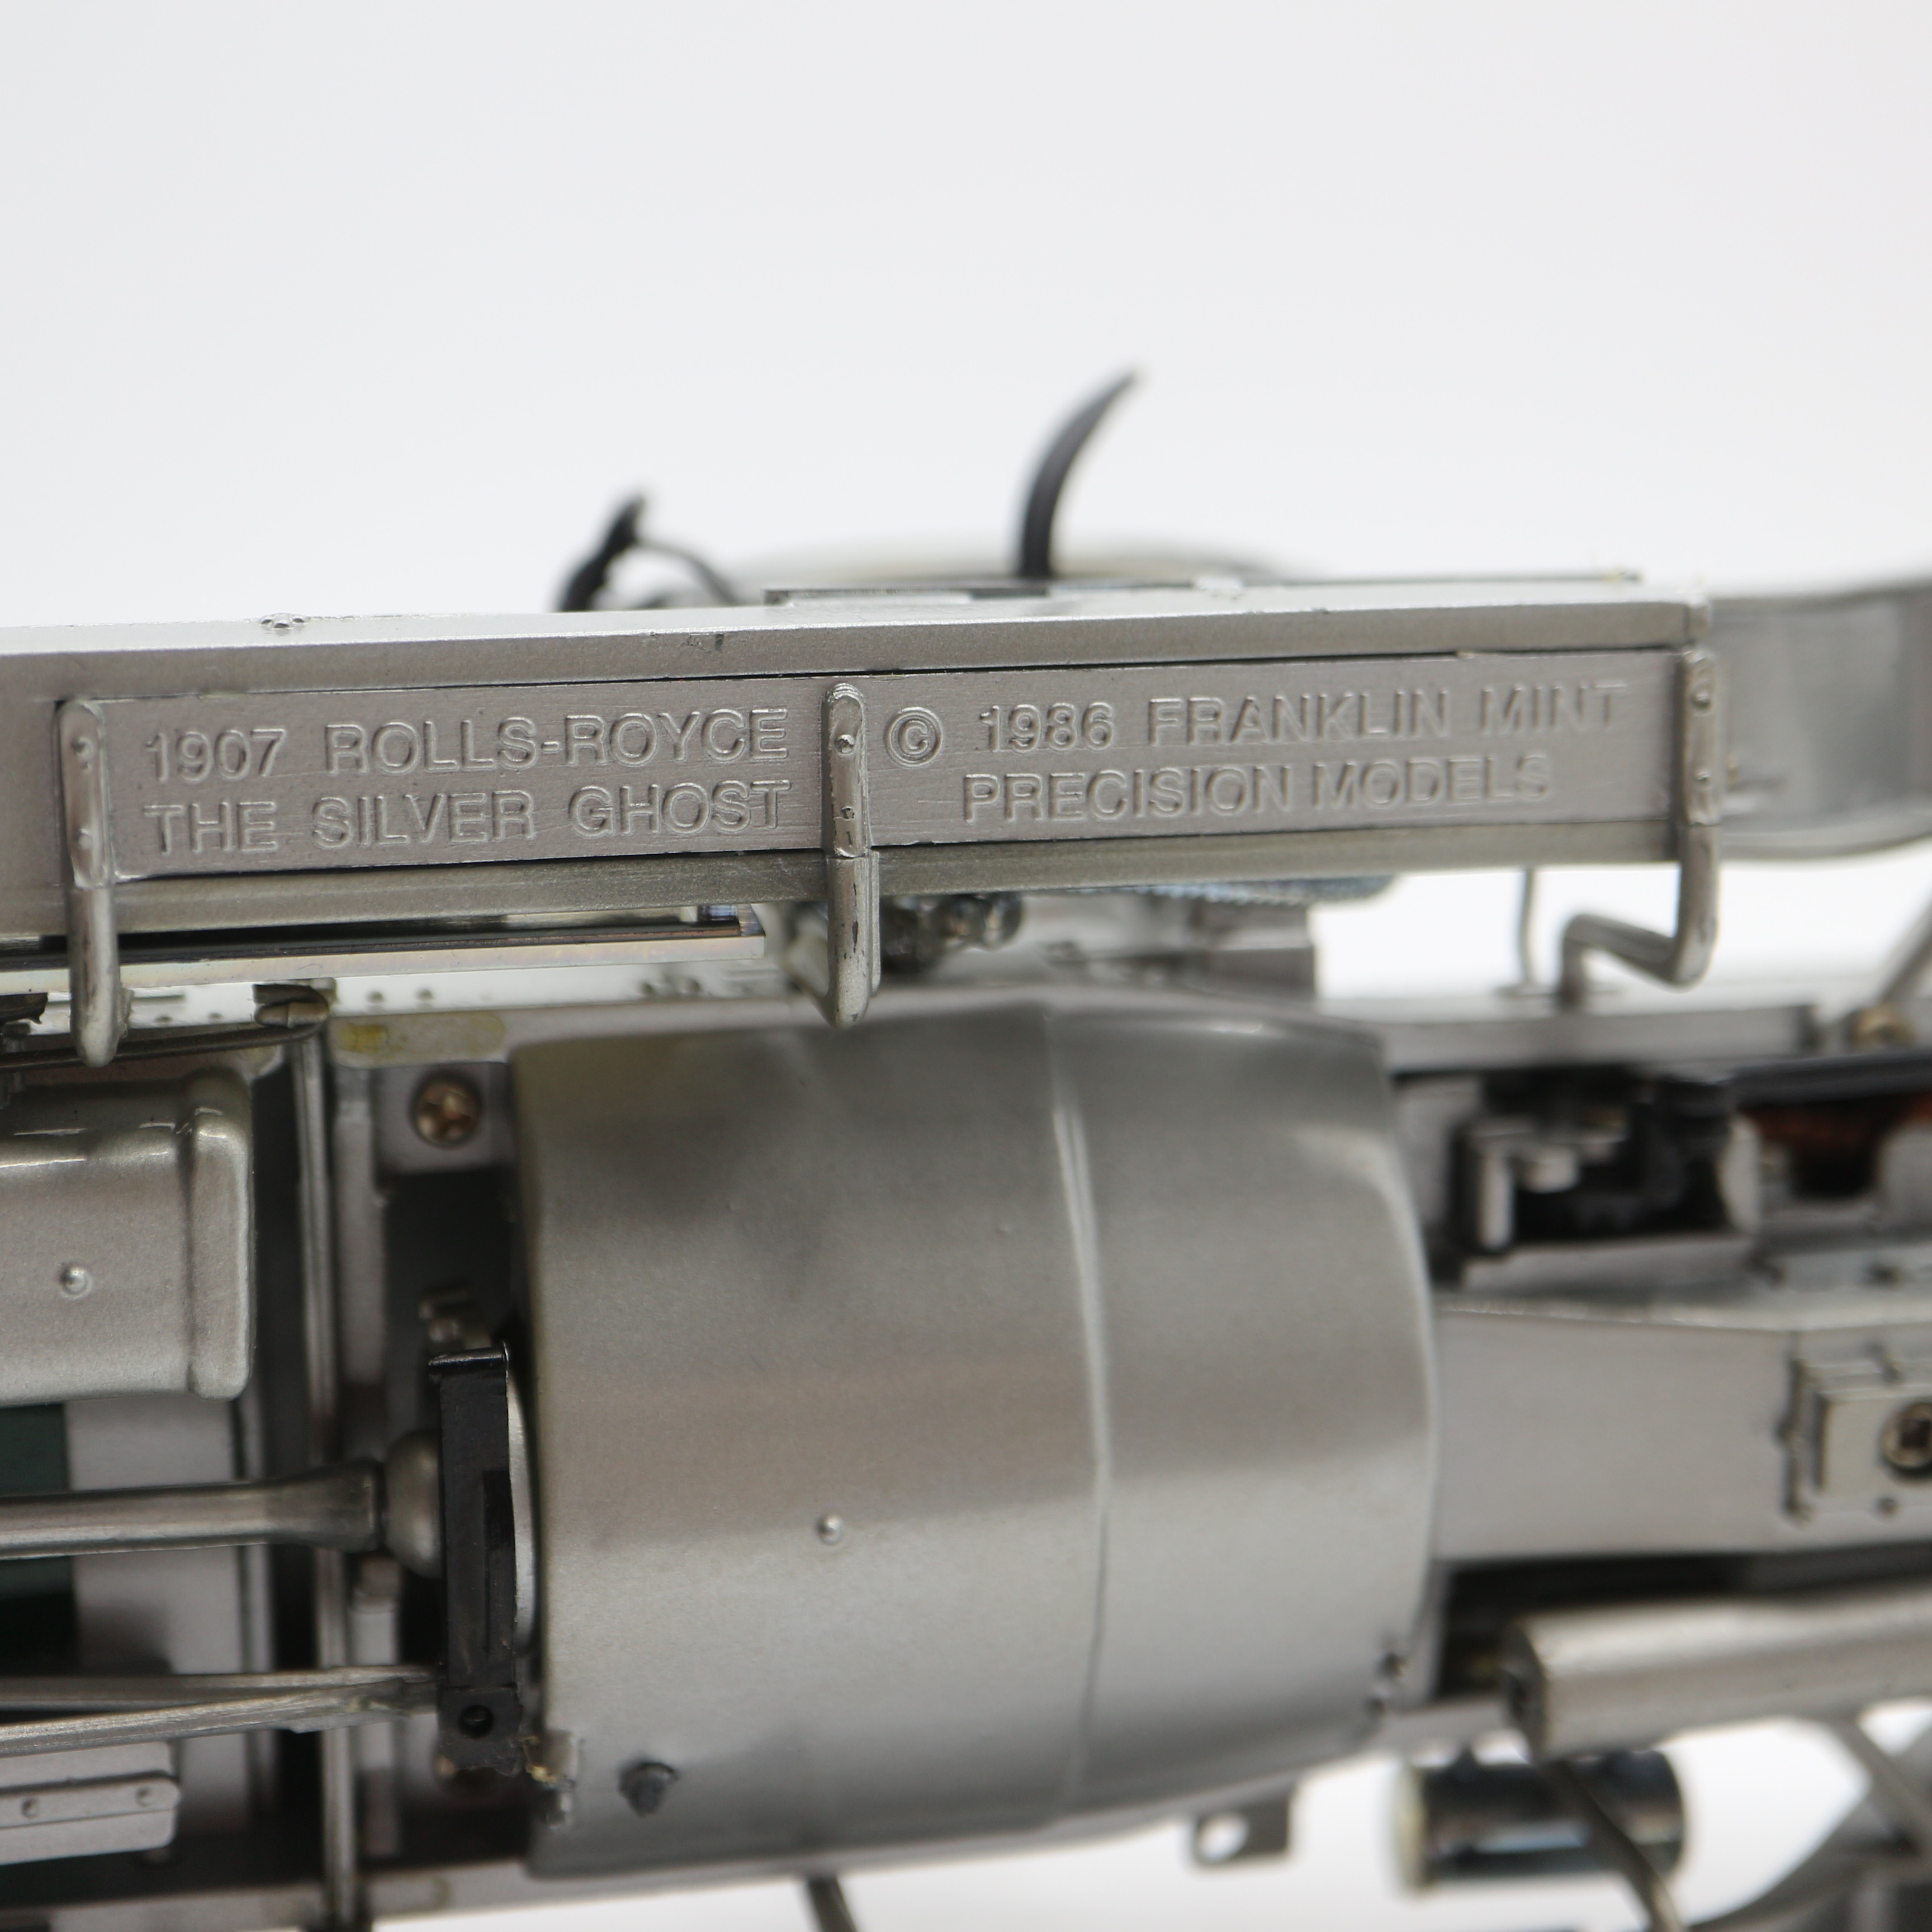 1907 ROLLS-ROYCE
THE SILVER GHOST
© 1986 FRANKLIN MINT
PRECISION MODELS